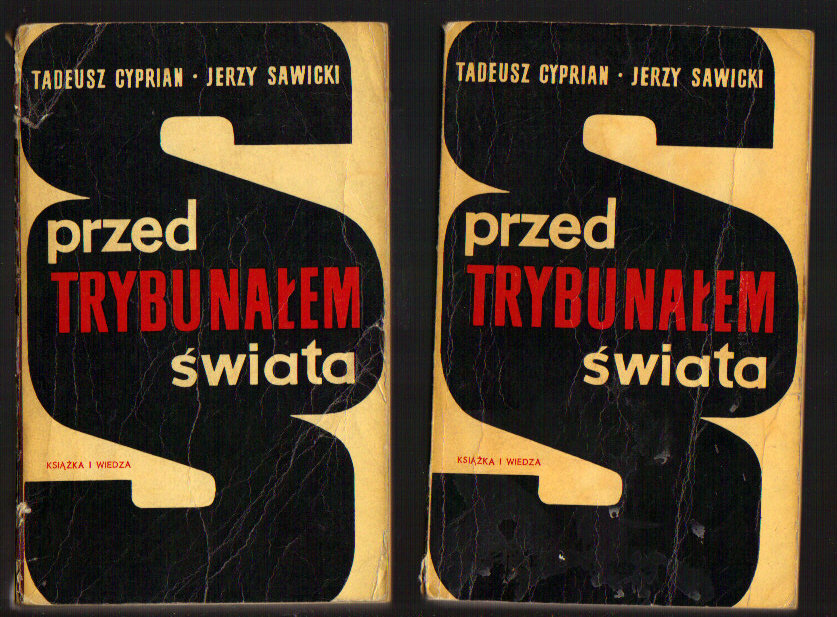 TADEUSZ CYPRIAN · JERZY SAWICKI
przed
TRYBUNAŁEM
świata
KSIĄŻKA I WIEDZA
TADEUSZ CYPRIAN · JERZY SAWICKI
przed
TRYBUNAŁEM
świata
KSIĄŻKA I WIEDZA